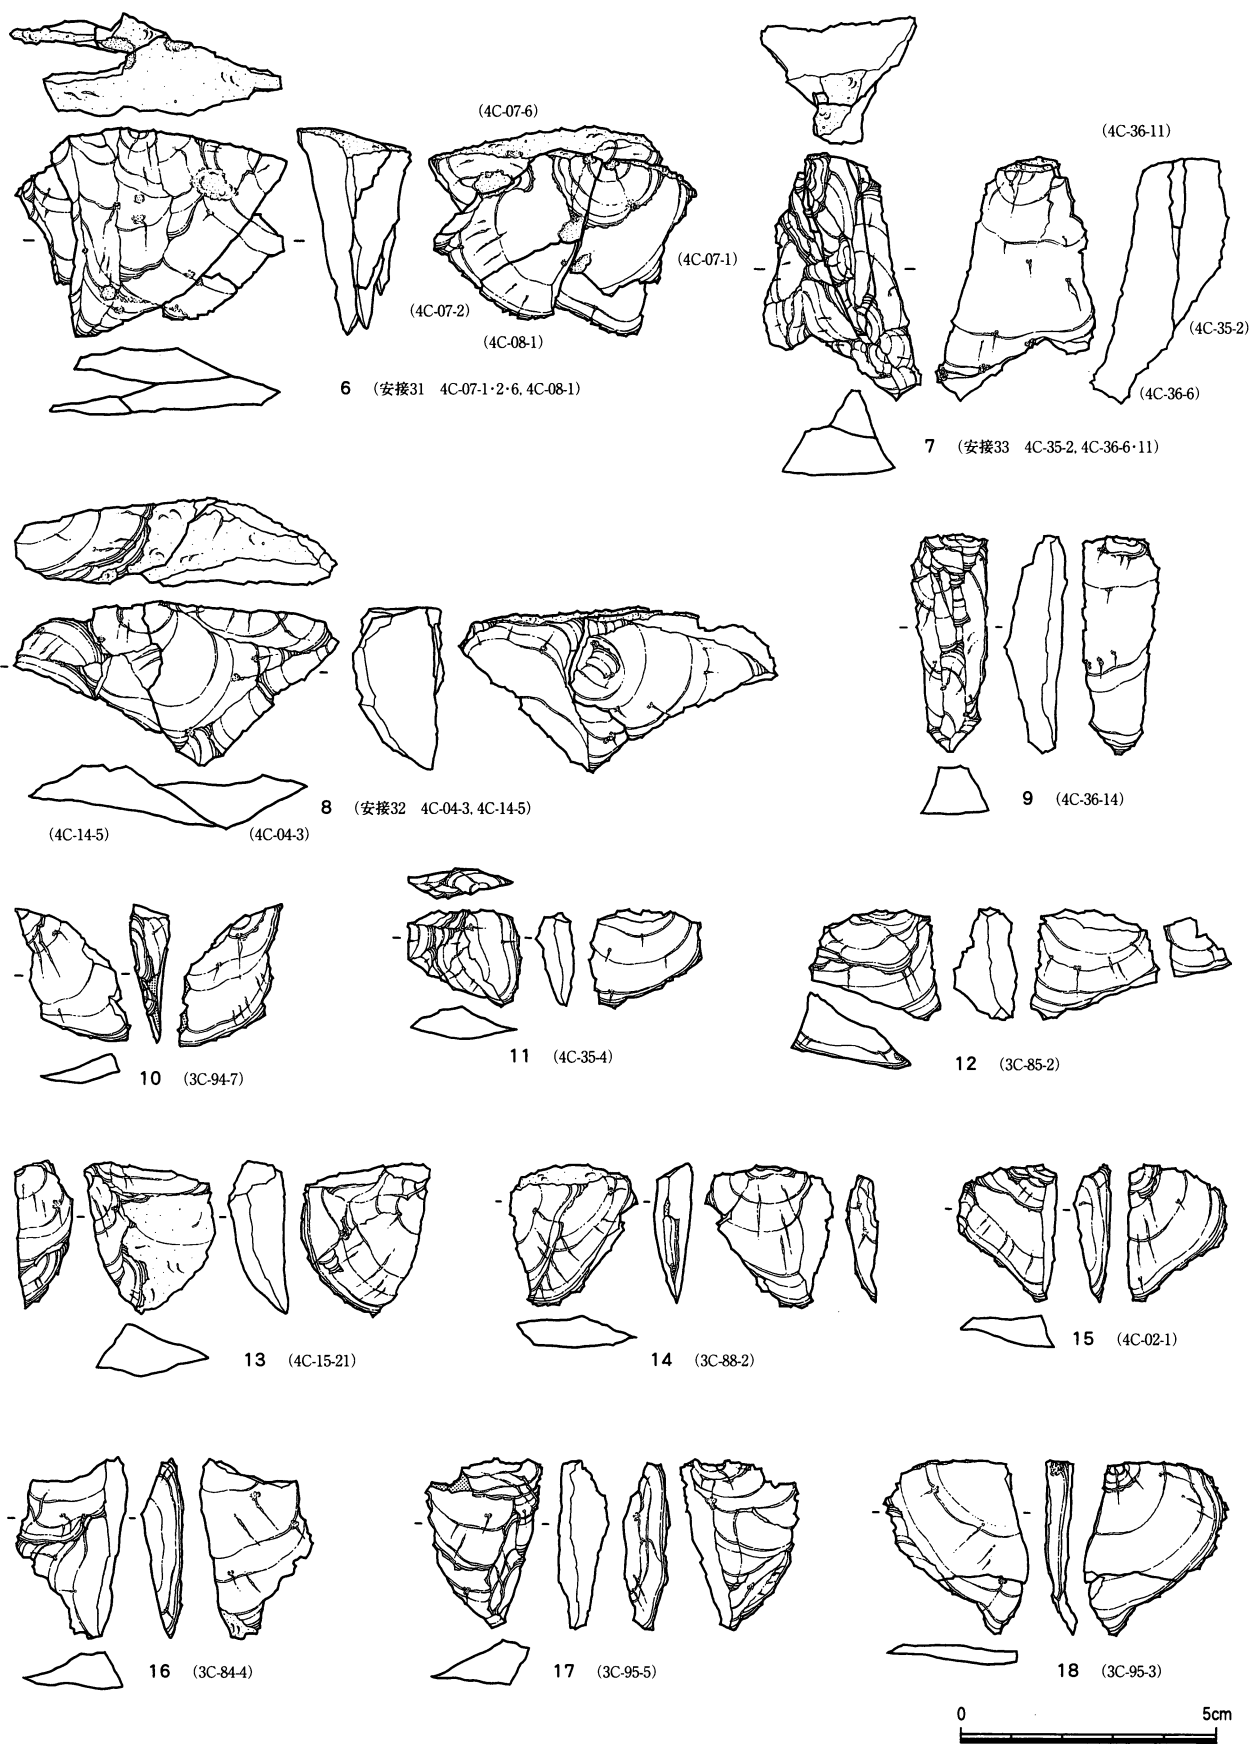 (4C-07-6)
(4C-07-1)
(4C-07-2)
(4C-08-1)
6 (安接31 4C-07-1・2・6, 4C-08-1)
(4C-36-11)
(4C-35-2)
(4C-36-6)
7 (安接33 4C-35-2, 4C-36-6・11)
8 (安接32 4C-04-3, 4C-14-5)
(4C-14-5)
(4C-04-3)
9 (4C-36-14)
10 (3C-94-7)
11 (4C-35-4)
12 (3C-85-2)
13 (4C-15-21)
14 (3C-88-2)
15 (4C-02-1)
16 (3C-84-4)
17 (3C-95-5)
18 (3C-95-3)
0 5cm